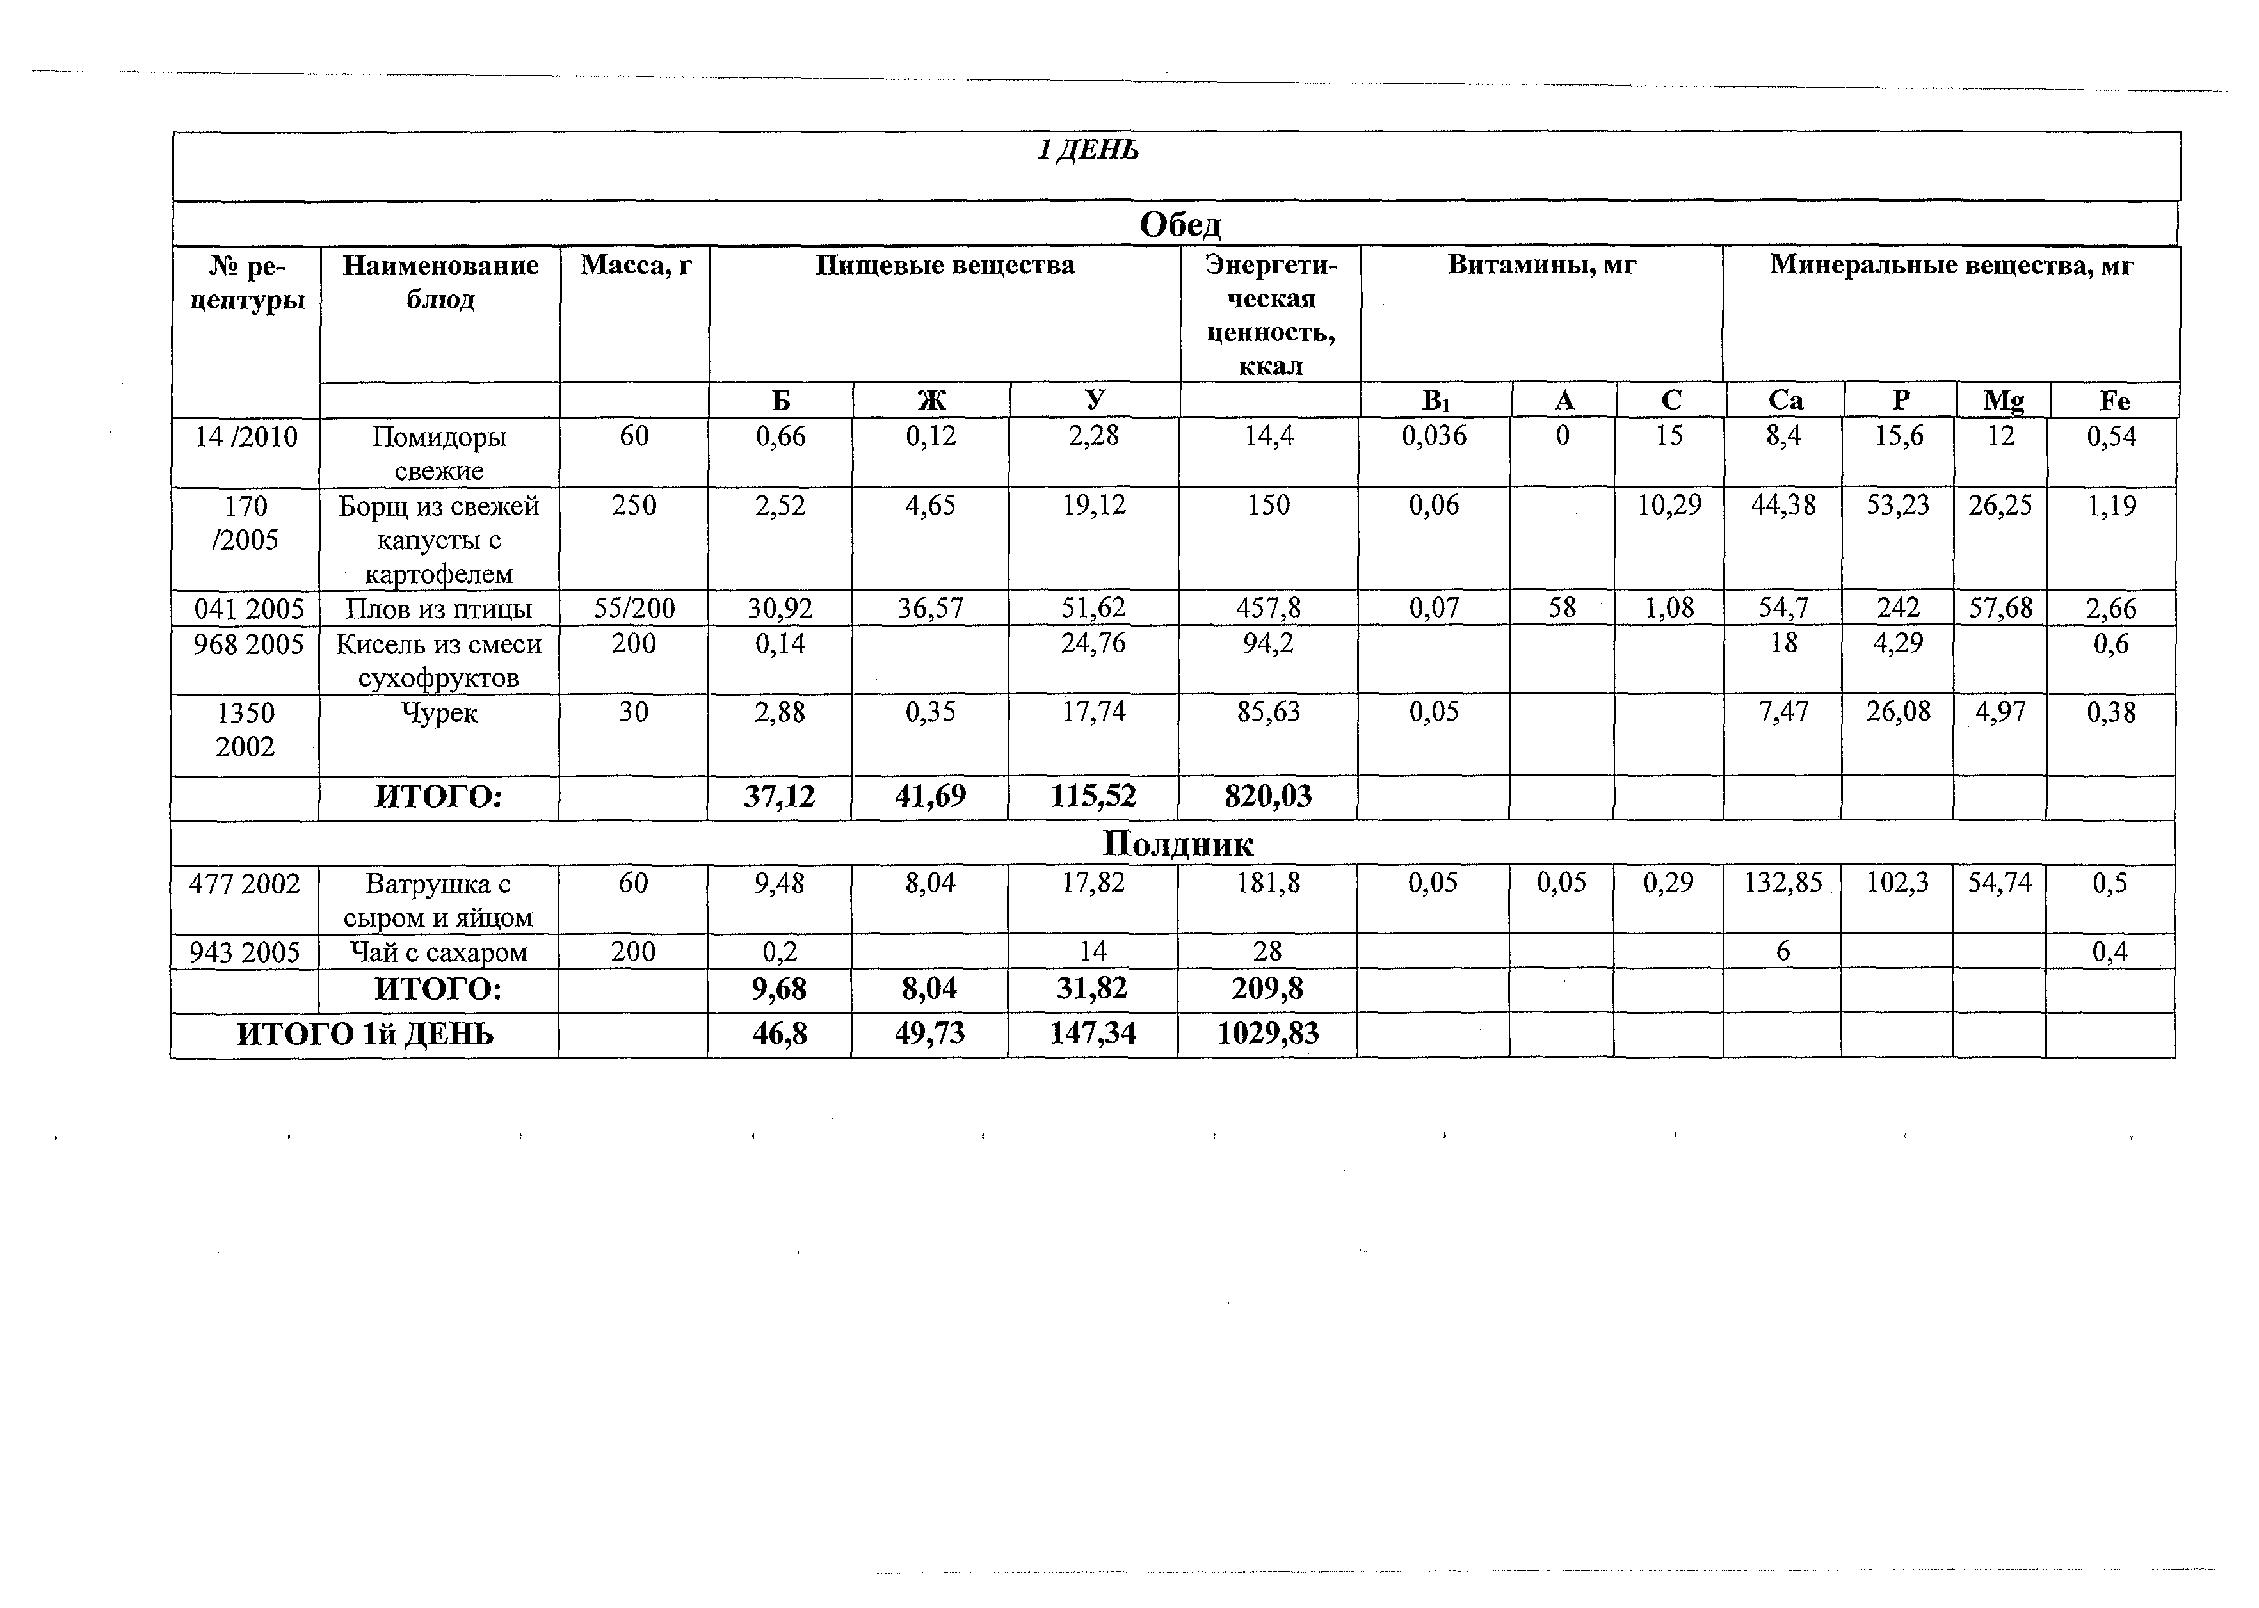 1 ДЕНЬ
Обед
№ ре- Наименование Масса, г Пищевые вещества Энергети- Витамины, мг Минеральные вещества, мг
цептуры блюд ческая
ценность,
ккал
Б Ж У B1 А С Са Р Mg Fe
14 /2010 Помидоры 60 0,66 0,12 2,28 14,4 0,036 0 15 8,4 15,6 12 0,54
свежие
170 Борщ из свежей 250 2,52 4,65 19,12 150 0,06 10,29 44,38 53,23 26,25 1,19
/2005 капусты с
картофелем
041 2005 Плов из птицы 55/200 30,92 36,57 51,62 457,8 0,07 58 1,08 54,7 242 57,68 2,66
968 2005 Кисель из смеси 200 0,14 24,76 94,2 18 4,29 0,6
сухофруктов
1350 Чурек 30 2,88 0,35 17,74 85,63 0,05 7,47 26,08 4,97 0,38
2002
ИТОГО: 37,12 41,69 115,52 820,03
Полдник
477 2002 Ватрушка с 60 9,48 8,04 17,82 181,8 0,05 0,05 0,29 132,85 102,3 54,74 0,5
сыром и яйцом
943 2005 Чай с сахаром 200 0,2 14 28 6 0,4
ИТОГО: 9,68 8,04 31,82 209,8
ИТОГО 1й ДЕНЬ 46,8 49,73 147,34 1029,83